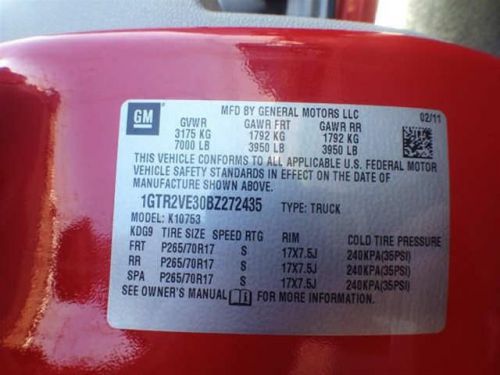 GM
MFD BY GENERAL MOTORS LLC
GVWR GAWR FRT GAWR RR 02/11
3175 KG 1792 KG 1792 KG
7000 LB 3950 LB 3950 LB
THIS VEHICLE CONFORMS TO ALL APPLICABLE U.S. FEDERAL MOTOR
VEHICLE SAFETY STANDARDS IN EFFECT ON THE DATE OF
MANUFACTURE SHOWN ABOVE.
1GTR2VE30BZ272435 TYPE: TRUCK
MODEL: K10753
KDG9 TIRE SIZE SPEED RTG RIM COLD TIRE PRESSURE
FRT P265/70R17 S 17X7.5J 240KPA(35PSI)
RR P265/70R17 S 17X7.5J 240KPA(35PSI)
SPA P265/70R17 S 17X7.5J 240KPA(35PSI)
SEE OWNER'S MANUAL FOR MORE INFORMATION.